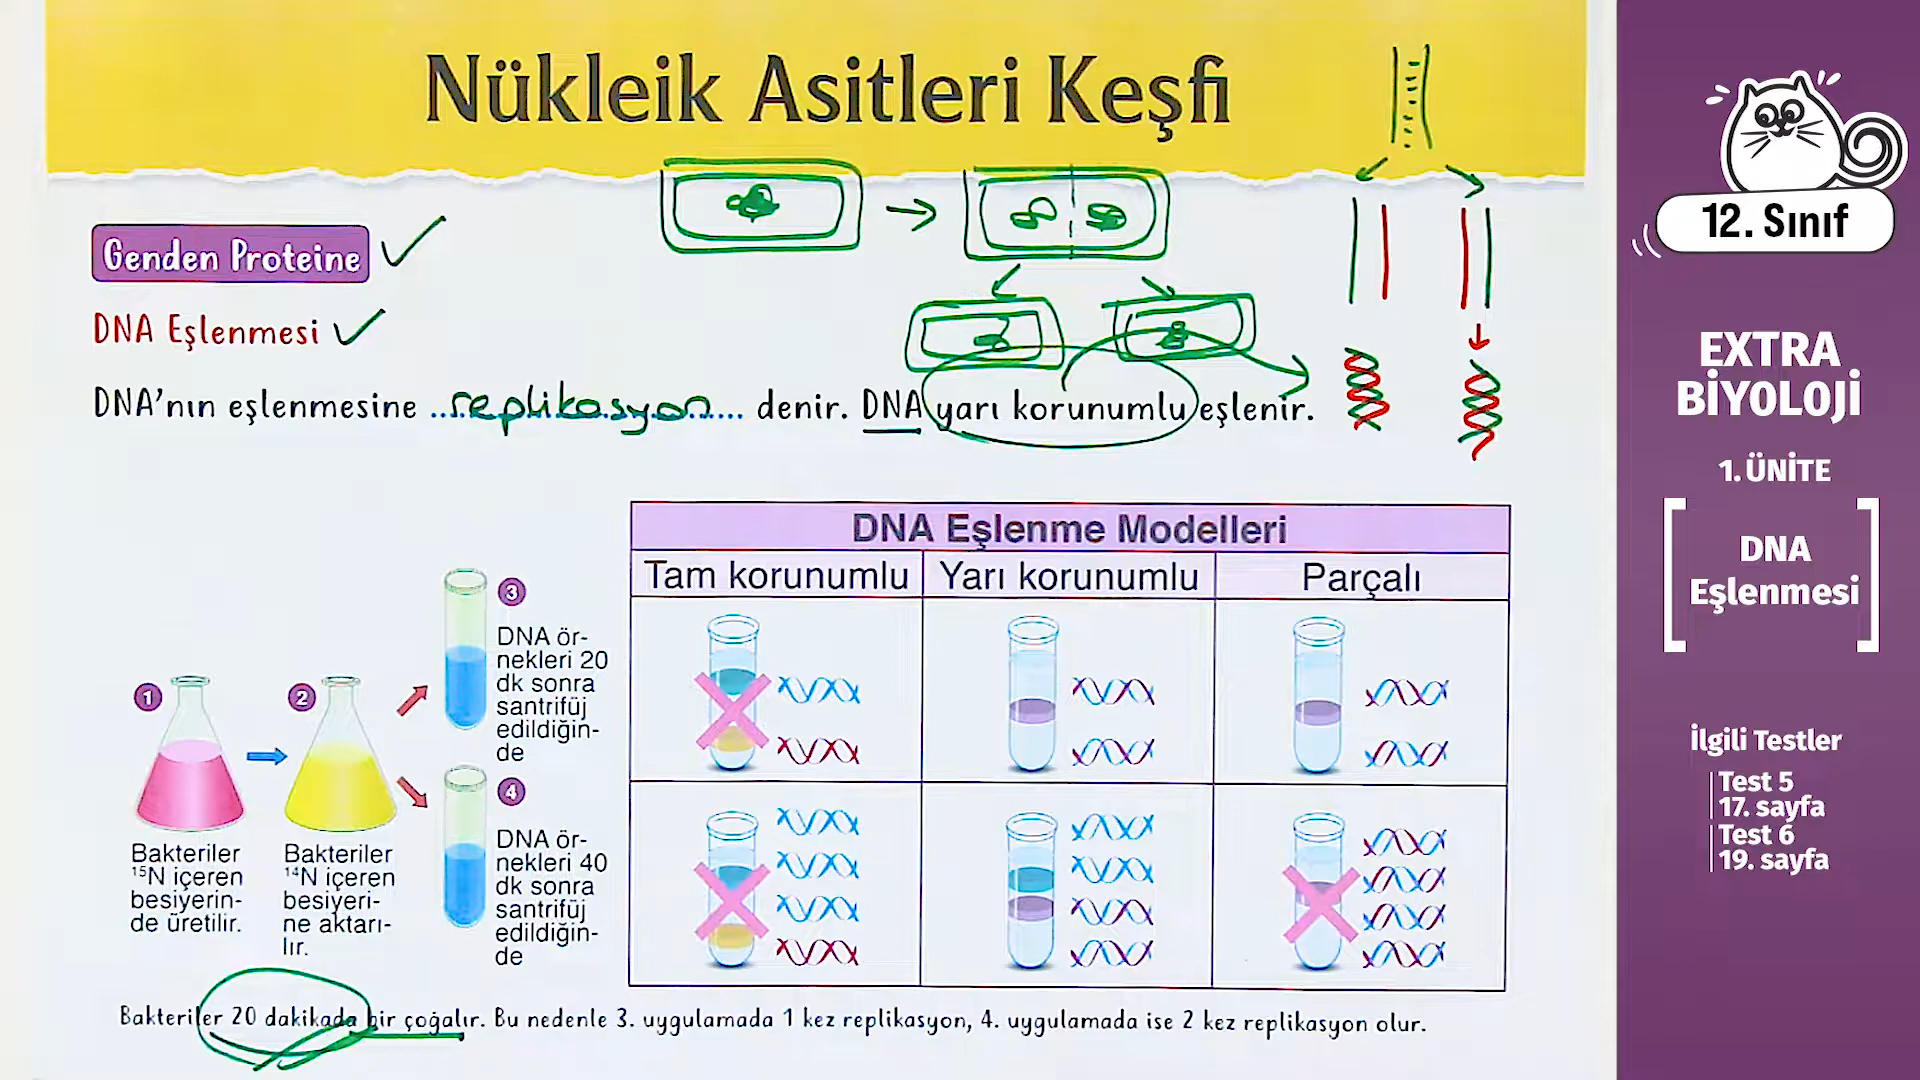 Nükleik Asitleri Keşfi
Genden Proteine
DNA Eşlenmesi
DNA'nın eşlenmesine replikasyon denir. DNA yarı korunumlu eşlenir.
DNA Eşlenme Modelleri
Tam korunumlu
Yarı korunumlu
Parçalı
1
Bakteriler
¹⁵N içeren
besiyerin-
de üretilir.
2
Bakteriler
¹⁴N içeren
besiyeri-
ne aktarı-
lır.
3
DNA ör-
nekleri 20
dk sonra
santrifüj
edildiğin-
de
4
DNA ör-
nekleri 40
dk sonra
santrifüj
edildiğin-
de
Bakteriler 20 dakikada bir çoğalır. Bu nedenle 3. uygulamada 1 kez replikasyon, 4. uygulamada ise 2 kez replikasyon olur.
12. Sınıf
EXTRA
BİYOLOJİ
1. ÜNİTE
DNA
Eşlenmesi
İlgili Testler
Test 5
17. sayfa
Test 6
19. sayfa